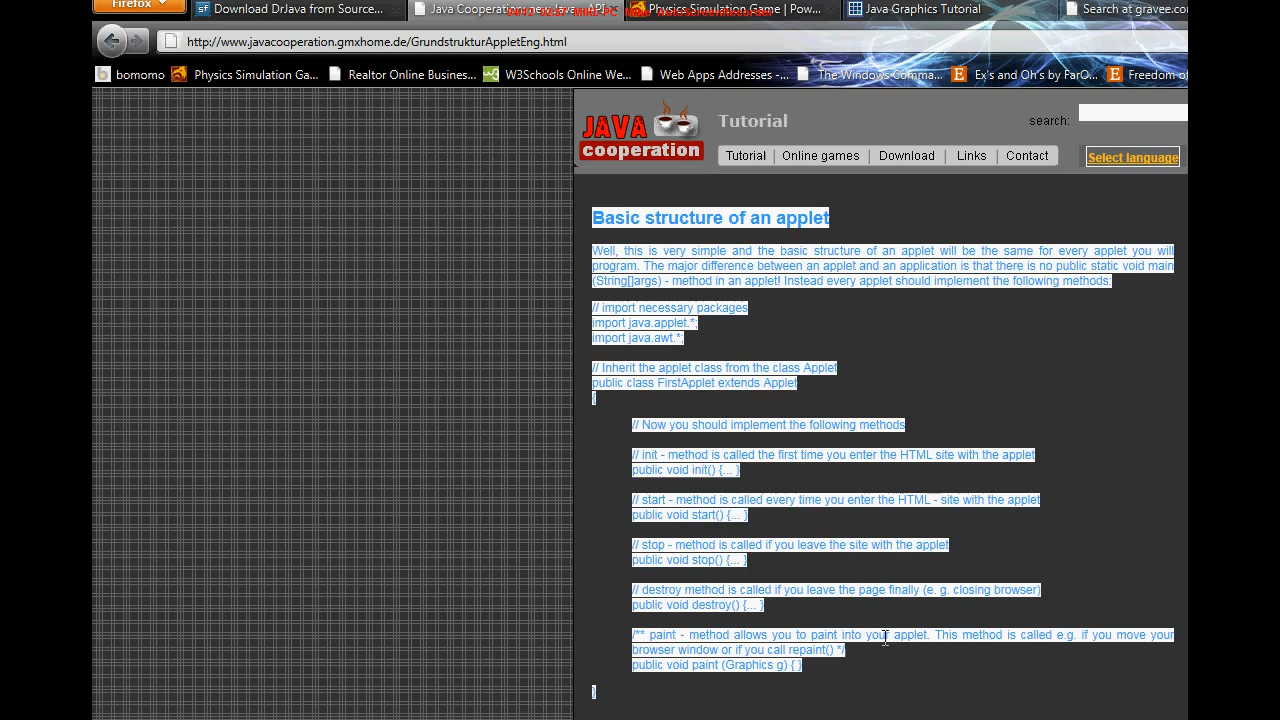 Firefox
Download DrJava from Source...
Java Cooperation new Java - API
Physics Simulation Game | Pow...
Java Graphics Tutorial
Search at gravee.com
http://www.javacooperation.gmxhome.de/GrundstrukturAppletEng.html
bomomo
Physics Simulation Ga...
Realtor Online Busines...
W3Schools Online We...
Web Apps Addresses -...
The Windows Comma...
Ex's and Oh's by FarO...
Freedom of
JAVA
cooperation
Tutorial
search:
Tutorial | Online games | Download | Links | Contact
Select language
Basic structure of an applet
Well, this is very simple and the basic structure of an applet will be the same for every applet you will
program. The major difference between an applet and an application is that there is no public static void main
(String[]args) - method in an applet! Instead every applet should implement the following methods:
// import necessary packages
import java.applet.*;
import java.awt.*;
// Inherit the applet class from the class Applet
public class FirstApplet extends Applet
{
// Now you should implement the following methods
// init - method is called the first time you enter the HTML site with the applet
public void init() {... }
// start - method is called every time you enter the HTML - site with the applet
public void start() {... }
// stop - method is called if you leave the site with the applet
public void stop() {... }
// destroy method is called if you leave the page finally (e. g. closing browser)
public void destroy() {... }
/** paint - method allows you to paint into your applet. This method is called e.g. if you move your
browser window or if you call repaint() */
public void paint (Graphics g) { }
}